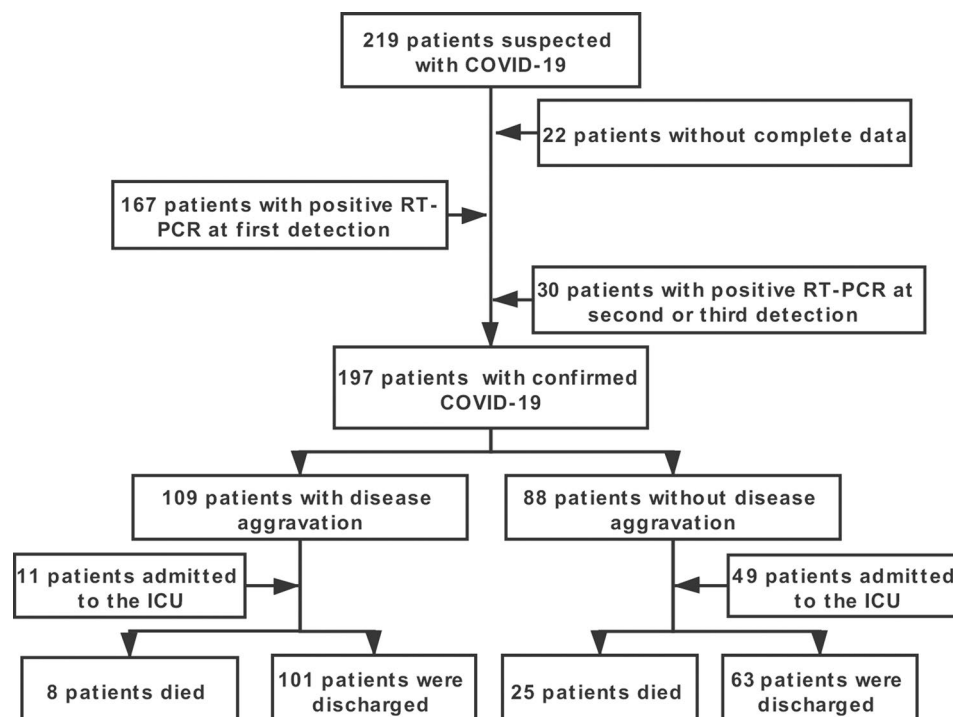 219 patients suspected
with COVID-19
22 patients without complete data
167 patients with positive RT-
PCR at first detection
30 patients with positive RT-PCR at
second or third detection
197 patients with confirmed
COVID-19
109 patients with disease
aggravation
88 patients without disease
aggravation
11 patients admitted
to the ICU
49 patients admitted
to the ICU
8 patients died
101 patients were
discharged
25 patients died
63 patients were
discharged